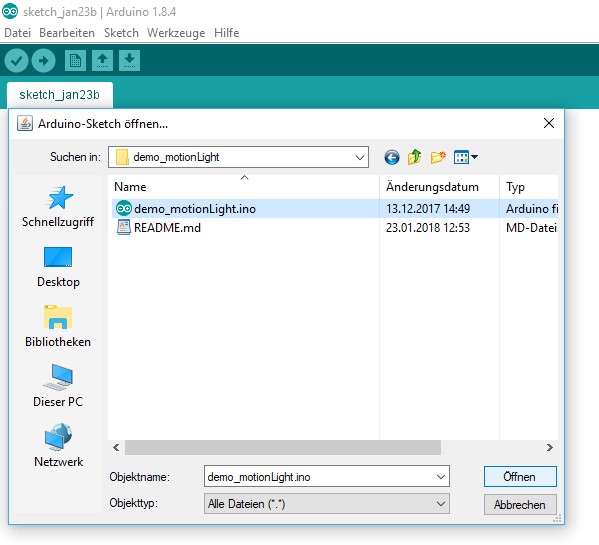 sketch_jan23b | Arduino 1.8.4
Datei Bearbeiten Sketch Werkzeuge Hilfe
sketch_jan23b
Arduino-Sketch öffnen...
Suchen in: demo_motionLight
Name Änderungsdatum Typ
demo_motionLight.ino 13.12.2017 14:49 Arduino fi
README.md 23.01.2018 12:53 MD-Datei
Schnellzugriff
Desktop
Bibliotheken
Dieser PC
Netzwerk
Objektname: demo_motionLight.ino Öffnen
Objekttyp: Alle Dateien (*.*) Abbrechen